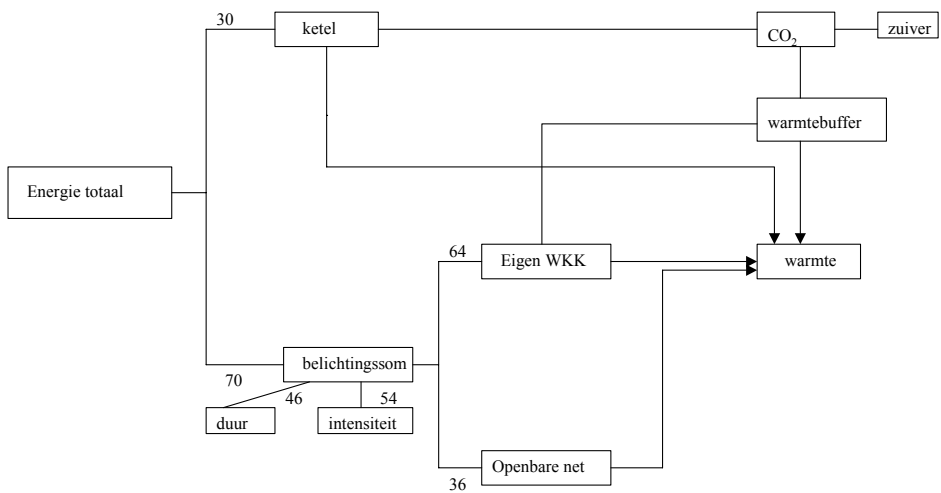 30
ketel
CO₂
zuiver
warmtebuffer
Energie totaal
64
Eigen WKK
warmte
belichtingssom
70
46
54
duur
intensiteit
Openbare net
36